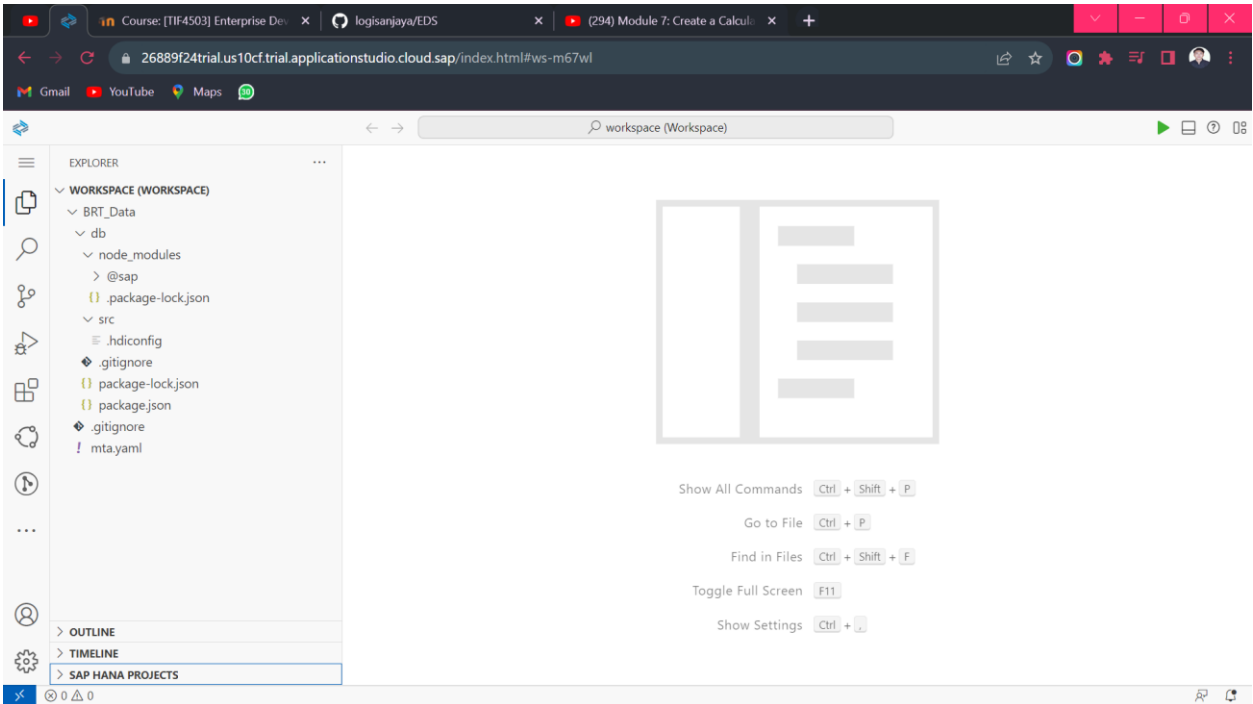 Course: [TIF4503] Enterprise Dev
logisanjaya/EDS
(294) Module 7: Create a Calcula
26889f24trial.us10cf.trial.applicationstudio.cloud.sap/index.html#ws-m67wl
Gmail YouTube Maps
workspace (Workspace)
EXPLORER
WORKSPACE (WORKSPACE)
BRT_Data
db
node_modules
@sap
{} .package-lock.json
src
.hdiconfig
.gitignore
{} package-lock.json
{} package.json
.gitignore
! mta.yaml
Show All Commands Ctrl + Shift + P
Go to File Ctrl + P
Find in Files Ctrl + Shift + F
Toggle Full Screen F11
Show Settings Ctrl + ,
OUTLINE
TIMELINE
SAP HANA PROJECTS
0 0